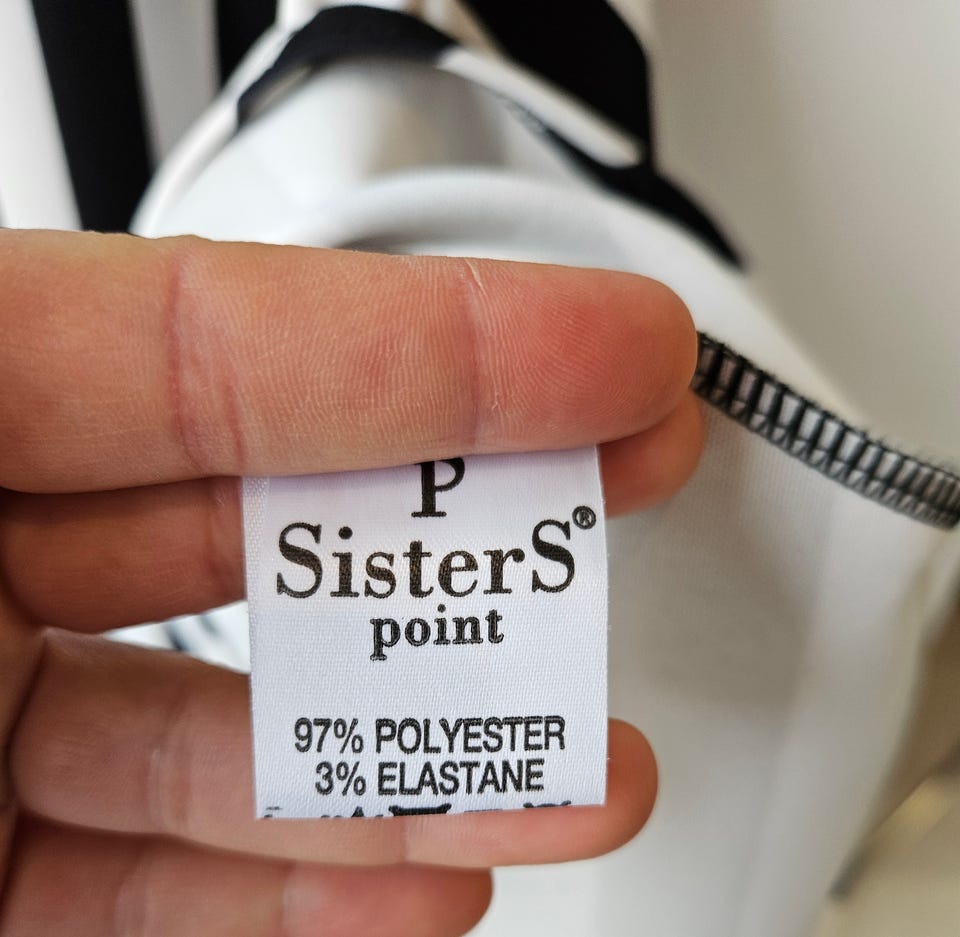 P
SisterS®
point
97% POLYESTER
3% ELASTANE